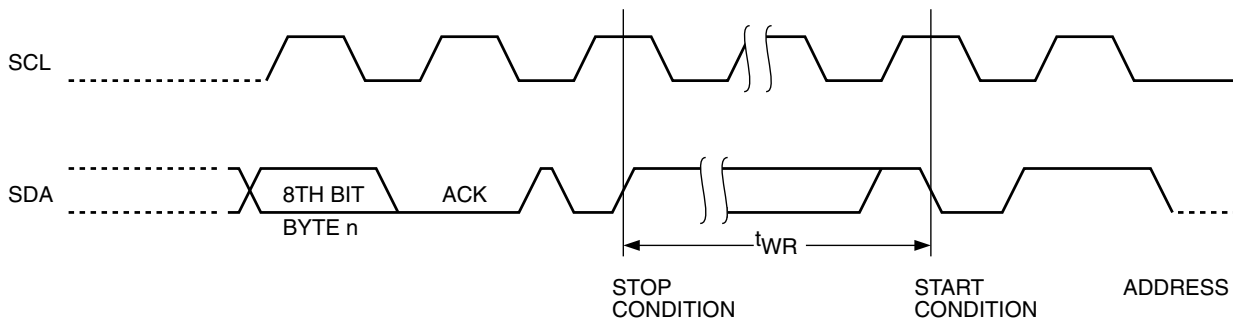 SCL
SDA
8TH BIT
ACK
BYTE n
tWR
STOP
CONDITION
START
CONDITION
ADDRESS